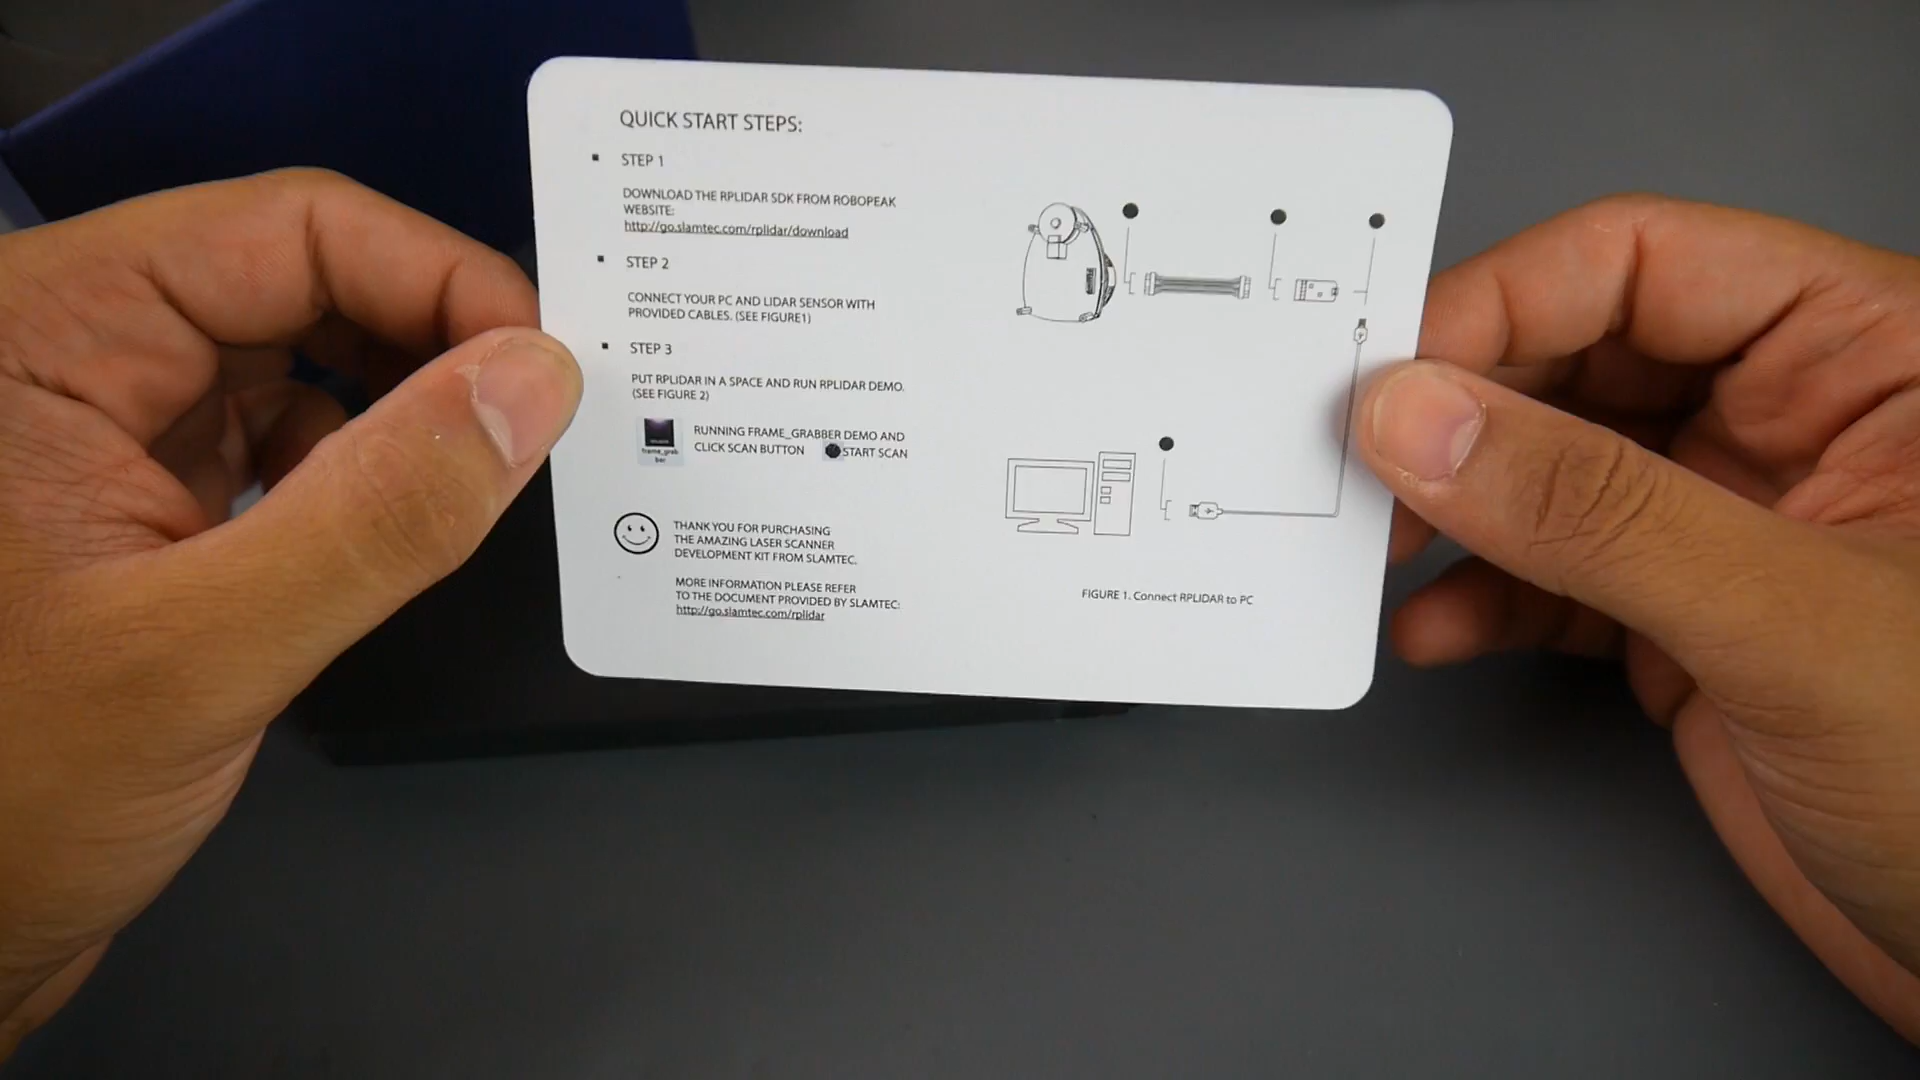 QUICK START STEPS:
STEP 1
DOWNLOAD THE RPLIDAR SDK FROM ROBOPEAK
WEBSITE:
http://go.slamtec.com/rplidar/download
STEP 2
CONNECT YOUR PC AND LIDAR SENSOR WITH
PROVIDED CABLES. (SEE FIGURE1)
STEP 3
PUT RPLIDAR IN A SPACE AND RUN RPLIDAR DEMO.
(SEE FIGURE 2)
frame_grab
ber
RUNNING FRAME_GRABBER DEMO AND
CLICK SCAN BUTTON START SCAN
THANK YOU FOR PURCHASING
THE AMAZING LASER SCANNER
DEVELOPMENT KIT FROM SLAMTEC.
MORE INFORMATION PLEASE REFER
TO THE DOCUMENT PROVIDED BY SLAMTEC:
http://go.slamtec.com/rplidar
FIGURE 1. Connect RPLIDAR to PC